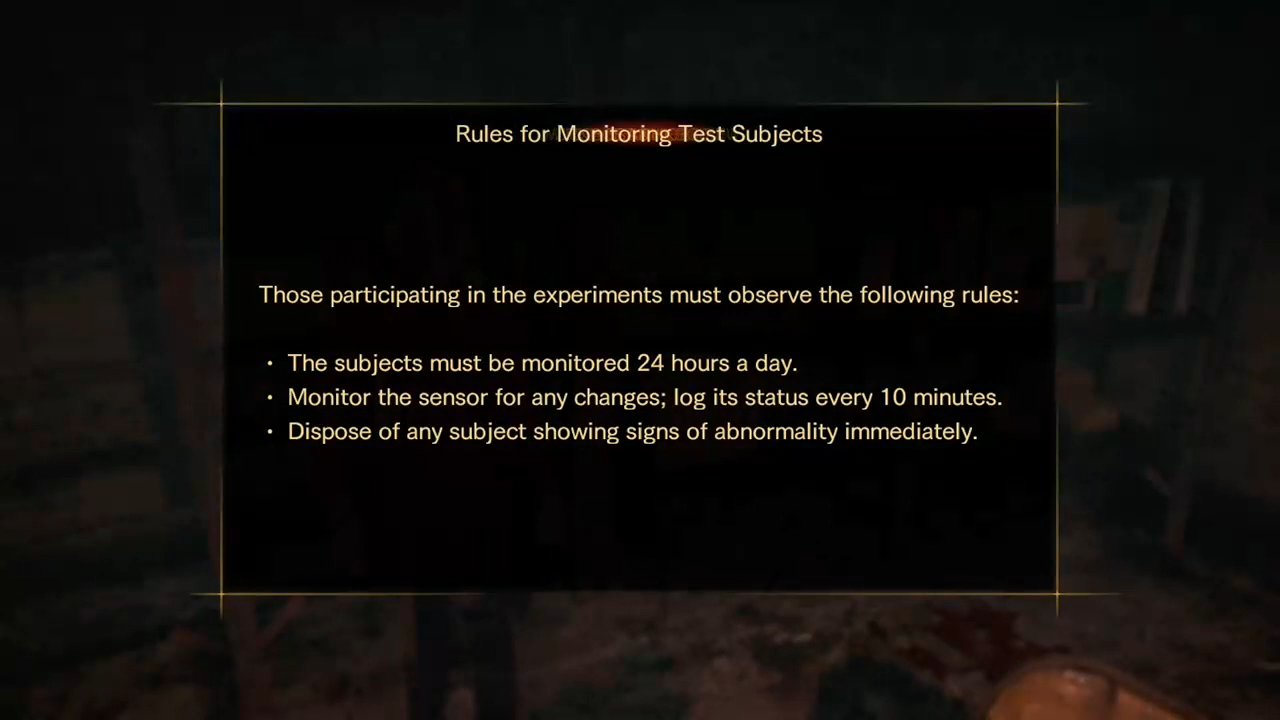 Rules for Monitoring Test Subjects
Those participating in the experiments must observe the following rules:
・ The subjects must be monitored 24 hours a day.
・ Monitor the sensor for any changes; log its status every 10 minutes.
・ Dispose of any subject showing signs of abnormality immediately.